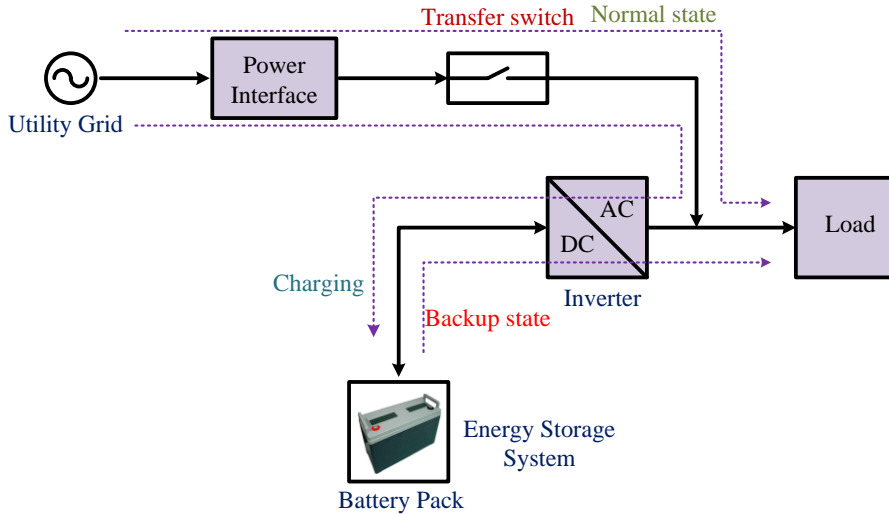 Transfer switch
Normal state
Power
Interface
Utility Grid
AC
DC
Load
Charging
Inverter
Backup state
Energy Storage
System
Battery Pack